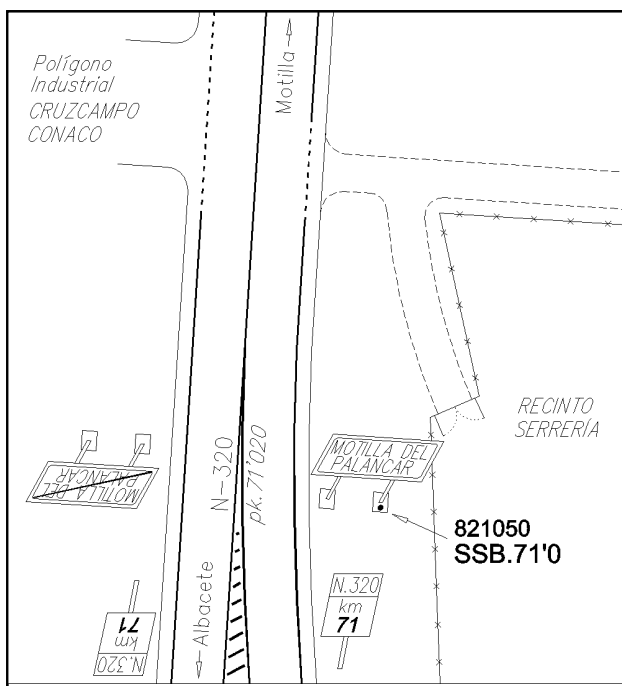 Polígono
Industrial
CRUZCAMPO
CONACO
Motilla
N-320
pk.71'020
Albacete
MOTILLA DEL
PALANCAR
MOTILLA DEL
PALANCAR
RECINTO
SERRERÍA
821050
SSB.71'0
N.320
km
71
N.320
km
71